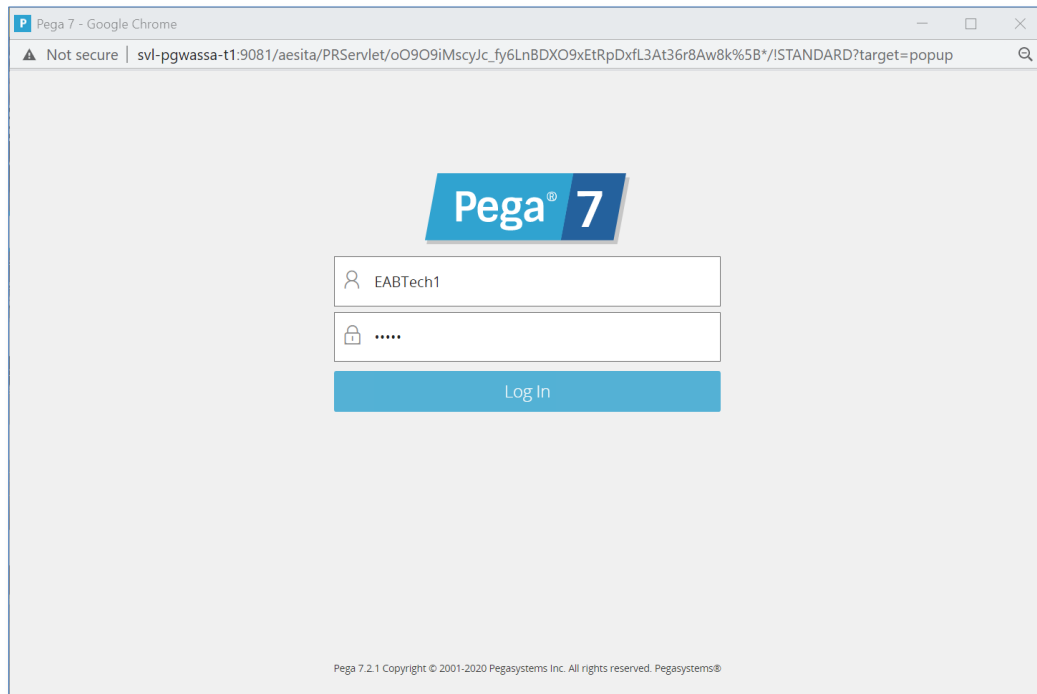 P Pega 7 - Google Chrome
Not secure | svl-pgwassa-t1:9081/aesita/PRServlet/oO9O9iMscyJc_fy6LnBDXO9xEtRpDxfL3At36r8Aw8k%5B*/!STANDARD?target=popup
Pega® 7
EABTech1
•••••
Log In
Pega 7.2.1 Copyright © 2001-2020 Pegasystems Inc. All rights reserved. Pegasystems®